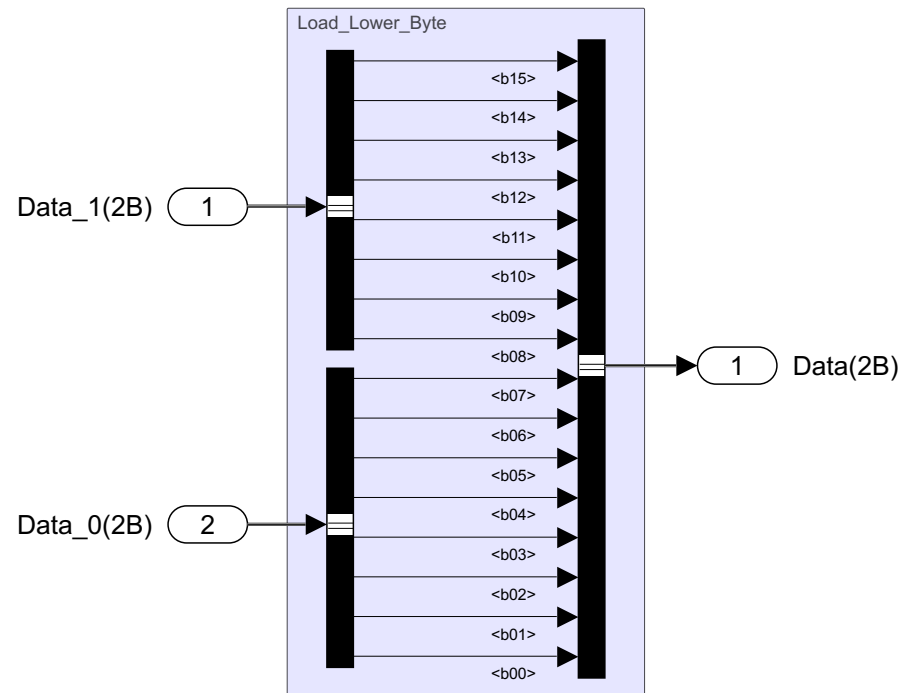 Load_Lower_Byte
<b15>
<b14>
<b13>
<b12>
Data_1(2B) 1
<b11>
<b10>
<b09>
<b08>
1 Data(2B)
<b07>
<b06>
<b05>
<b04>
Data_0(2B) 2
<b03>
<b02>
<b01>
<b00>